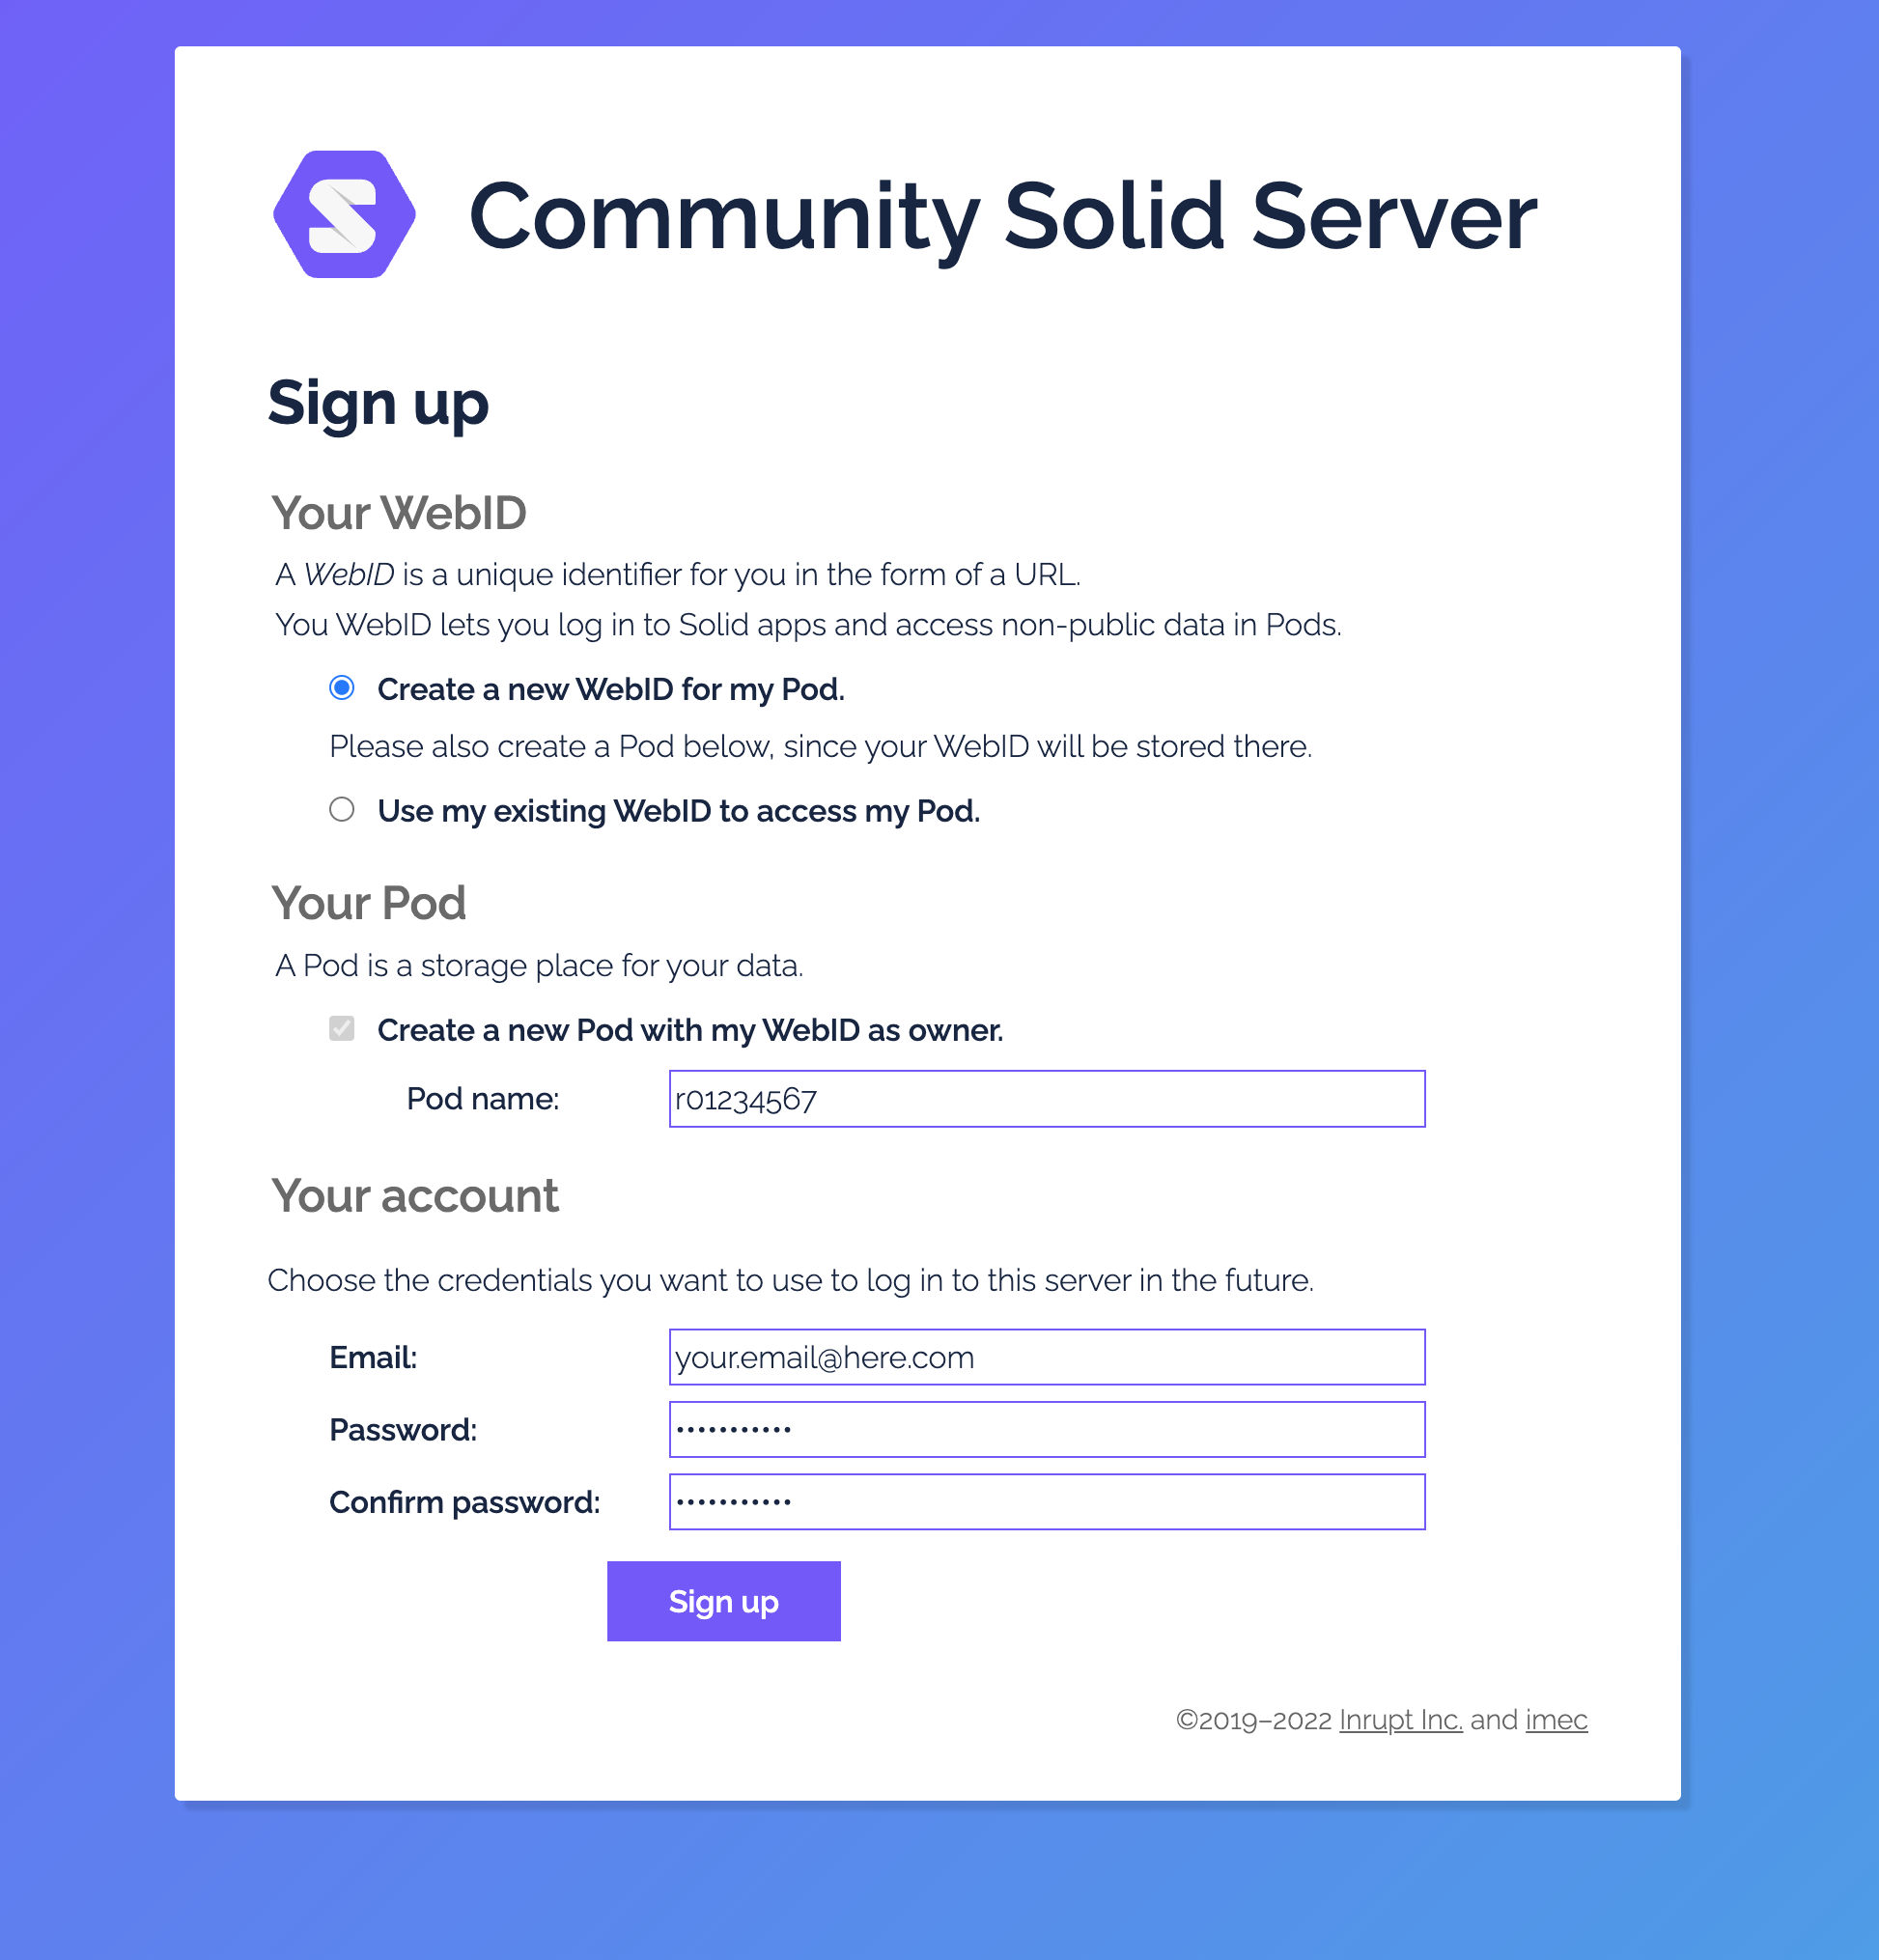 Community Solid Server
Sign up
Your WebID
A WebID is a unique identifier for you in the form of a URL.
You WebID lets you log in to Solid apps and access non-public data in Pods.
Create a new WebID for my Pod.
Please also create a Pod below, since your WebID will be stored there.
Use my existing WebID to access my Pod.
Your Pod
A Pod is a storage place for your data.
Create a new Pod with my WebID as owner.
Pod name: r01234567
Your account
Choose the credentials you want to use to log in to this server in the future.
Email: your.email@here.com
Password: •••••••••••
Confirm password: •••••••••••
Sign up
©2019–2022 Inrupt Inc. and imec